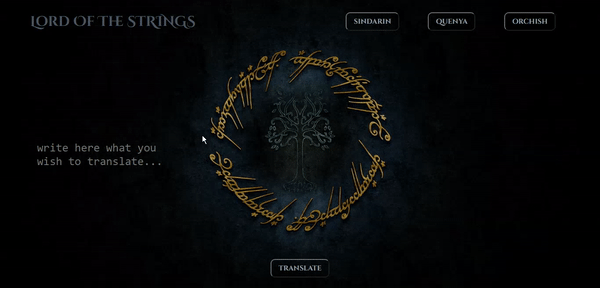 LORD OF THE STRINGS
SINDARIN
QUENYA
ORCHISH
write here what you
wish to translate...
TRANSLATE